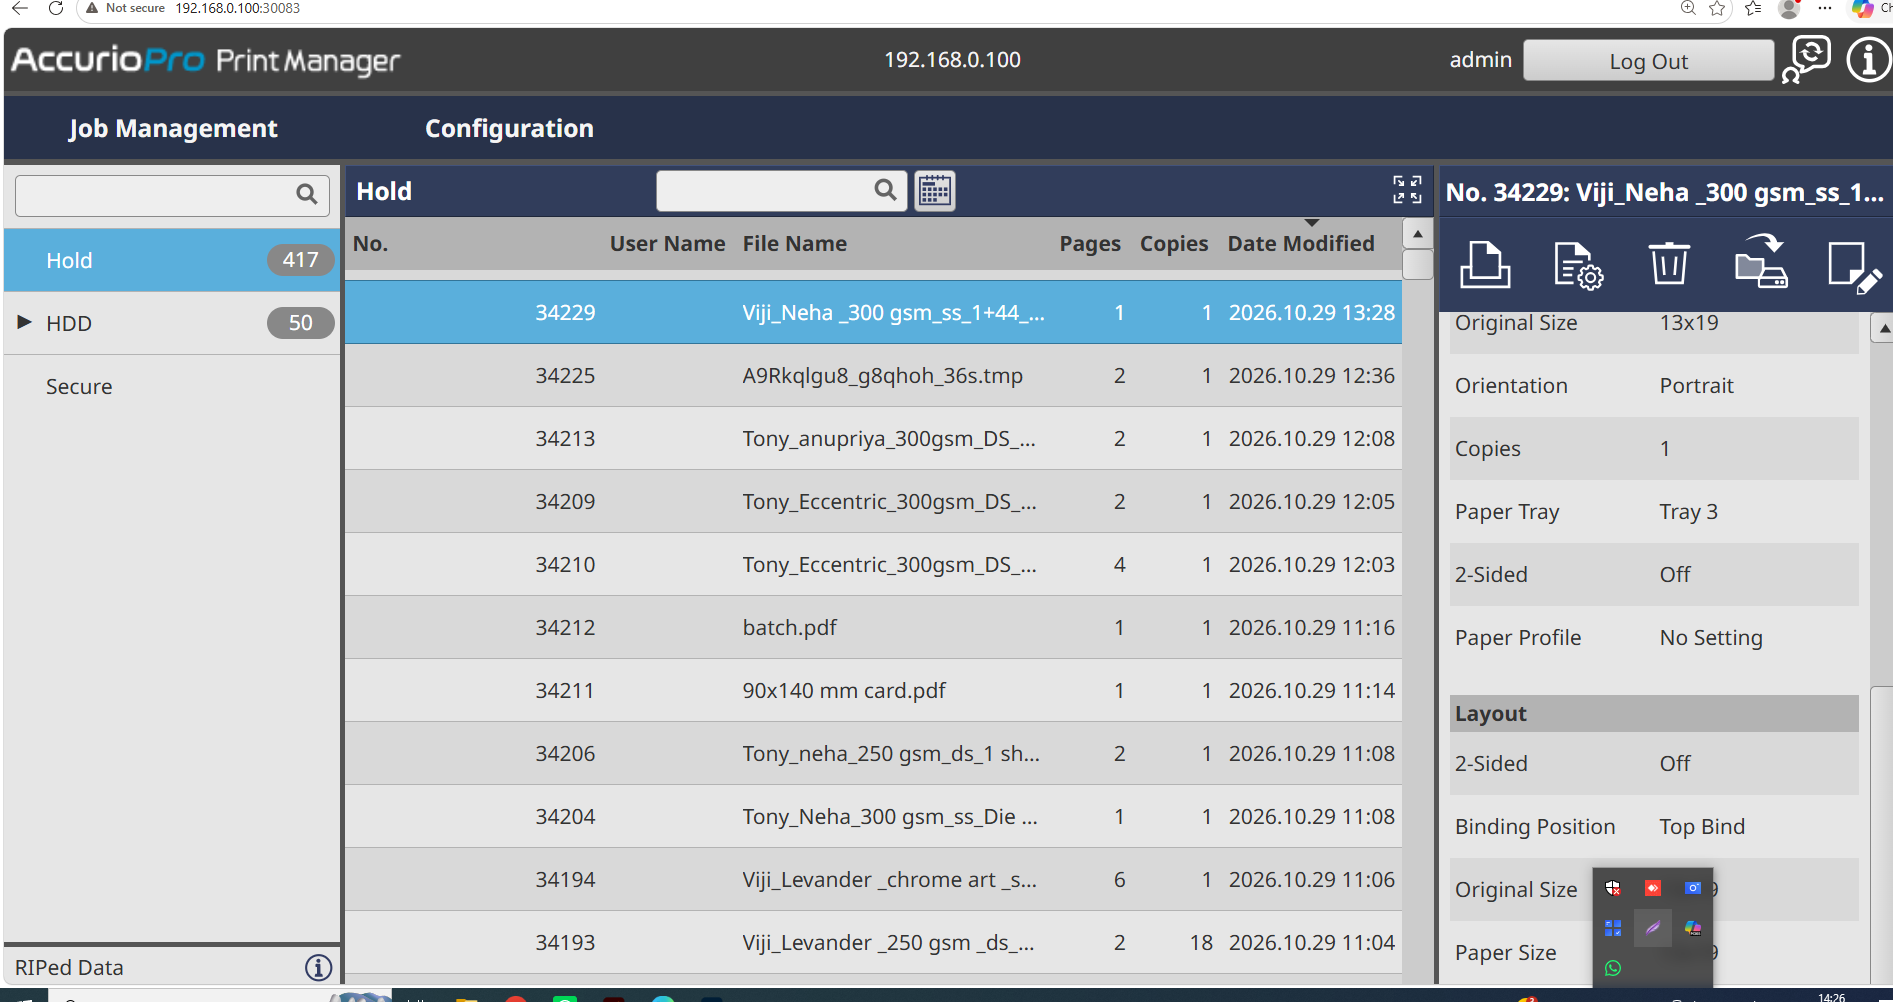 Not secure 192.168.0.100:30083
AccurioPro Print Manager
192.168.0.100
admin
Log Out
Job Management
Configuration
Hold 417
HDD 50
Secure
RIPed Data
Hold
No. User Name File Name Pages Copies Date Modified
34229 Viji_Neha _300 gsm_ss_1+44_... 1 1 2026.10.29 13:28
34225 A9Rkqlgu8_g8qhoh_36s.tmp 2 1 2026.10.29 12:36
34213 Tony_anupriya_300gsm_DS_... 2 1 2026.10.29 12:08
34209 Tony_Eccentric_300gsm_DS_... 2 1 2026.10.29 12:05
34210 Tony_Eccentric_300gsm_DS_... 4 1 2026.10.29 12:03
34212 batch.pdf 1 1 2026.10.29 11:16
34211 90x140 mm card.pdf 1 1 2026.10.29 11:14
34206 Tony_neha_250 gsm_ds_1 sh... 2 1 2026.10.29 11:08
34204 Tony_Neha_300 gsm_ss_Die ... 1 1 2026.10.29 11:08
34194 Viji_Levander _chrome art _s... 6 1 2026.10.29 11:06
34193 Viji_Levander _250 gsm _ds_... 2 18 2026.10.29 11:04
No. 34229: Viji_Neha _300 gsm_ss_1...
Original Size 13x19
Orientation Portrait
Copies 1
Paper Tray Tray 3
2-Sided Off
Paper Profile No Setting
Layout
2-Sided Off
Binding Position Top Bind
Original Size 9
Paper Size 9
14:26